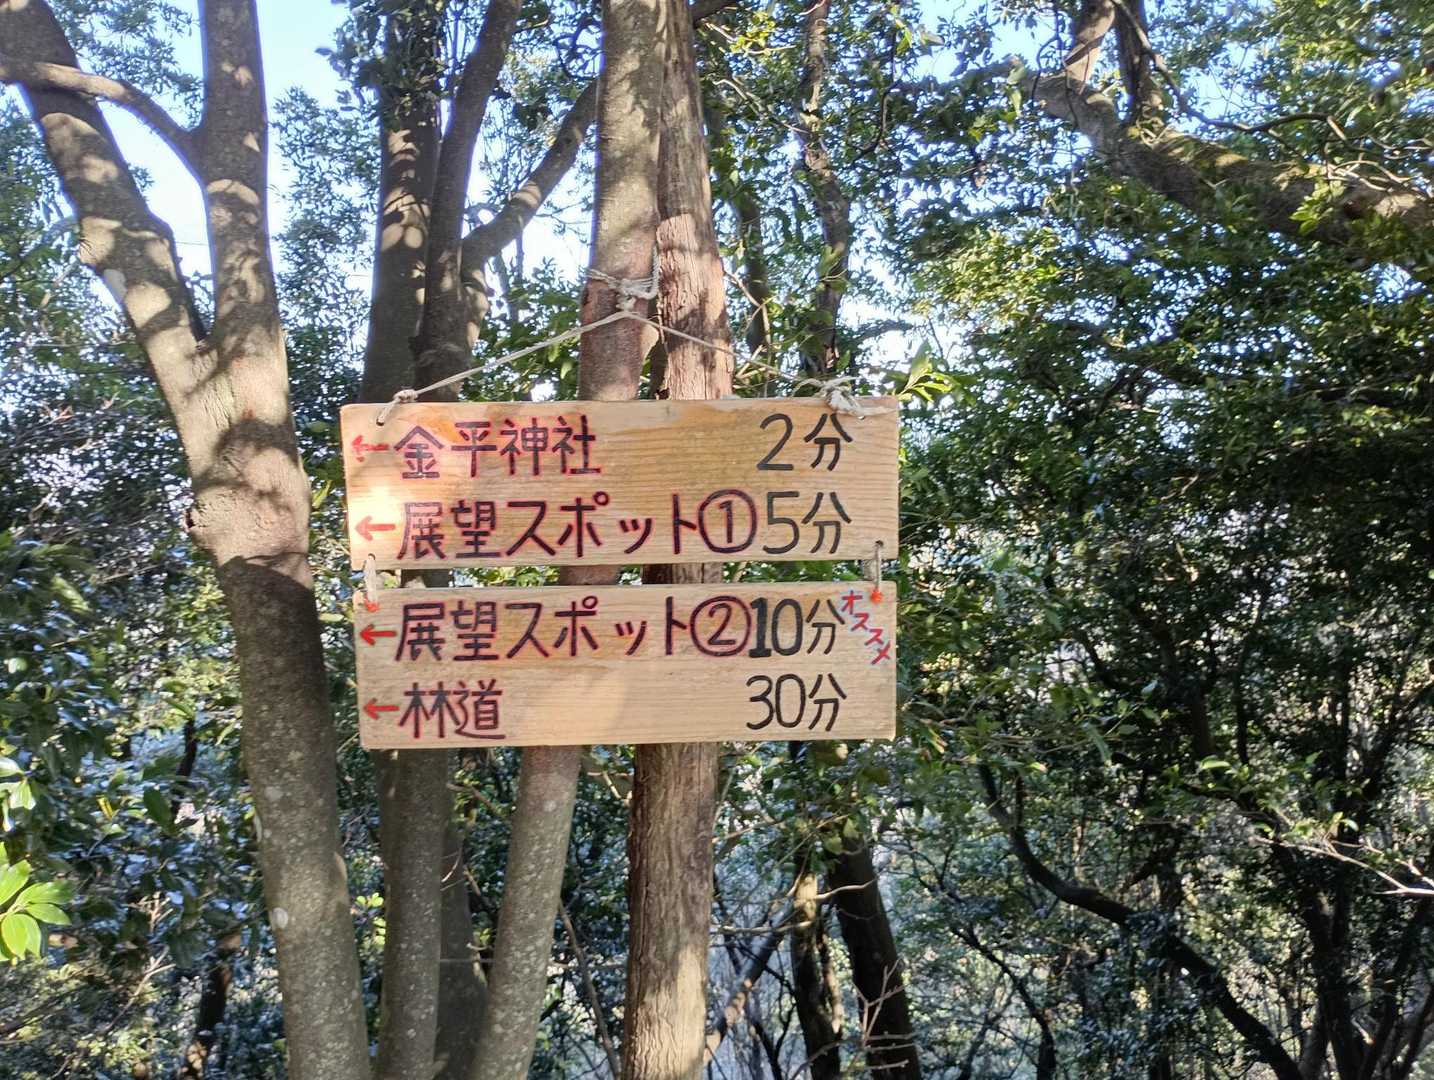 ←金平神社 2分
←展望スポット①5分
←展望スポット②10分オススメ
←林道 30分